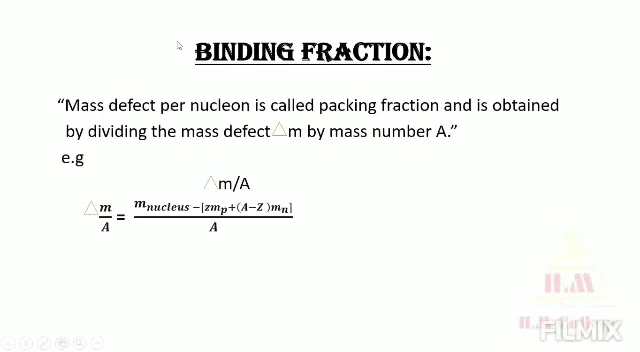 BINDING FRACTION:
“Mass defect per nucleon is called packing fraction and is obtained
by dividing the mass defect△m by mass number A.”
e.g
△m/A
△m/A = m_nucleus −[zm_p+(A−Z)m_n]/A
ILM
FILMIX